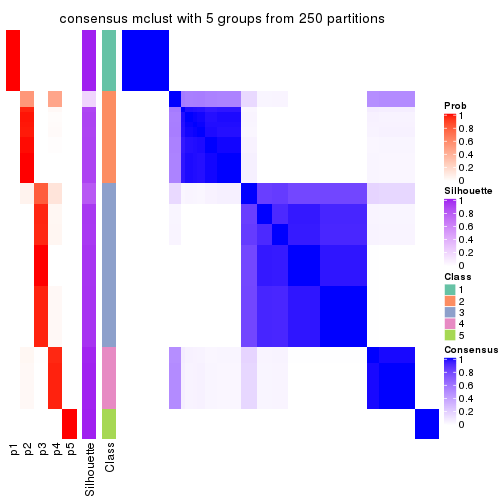 consensus mclust with 5 groups from 250 partitions
Prob
1
0.8
0.6
0.4
0.2
0
Silhouette
1
0.8
0.6
0.4
0.2
0
Class
1
2
3
4
5
Consensus
1
0.8
0.6
0.4
0.2
0
p1
p2
p3
p4
p5
Silhouette
Class